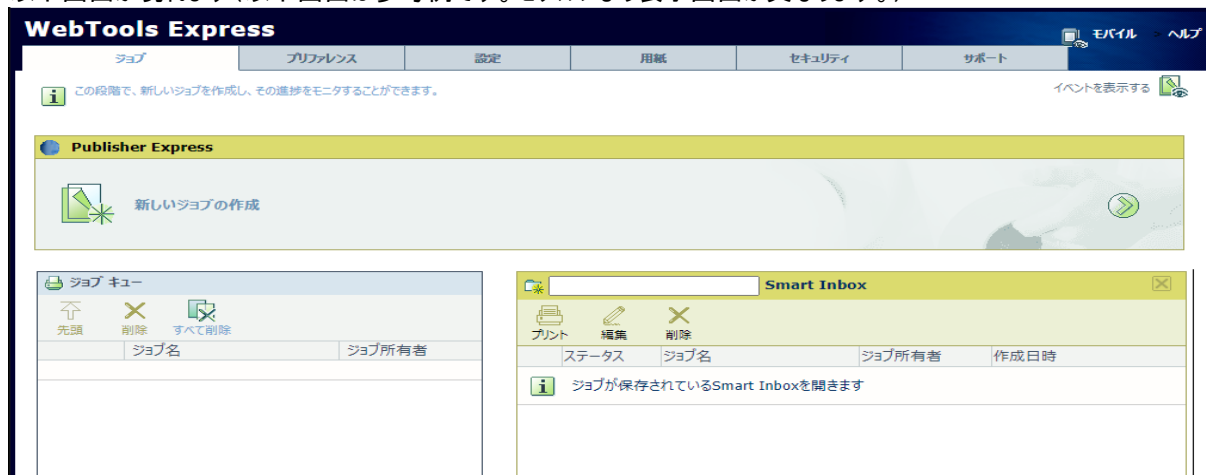 WebTools Express
モバイル ヘルプ
ジョブ プリファレンス 設定 用紙 セキュリティ サポート
この段階で、新しいジョブを作成し、その進捗をモニタすることができます。
イベントを表示する
Publisher Express
新しいジョブの作成
ジョブ キュー
先頭 削除 すべて削除
ジョブ名 ジョブ所有者
Smart Inbox
プリント 編集 削除
ステータス ジョブ名 ジョブ所有者 作成日時
ジョブが保存されているSmart Inboxを開きます